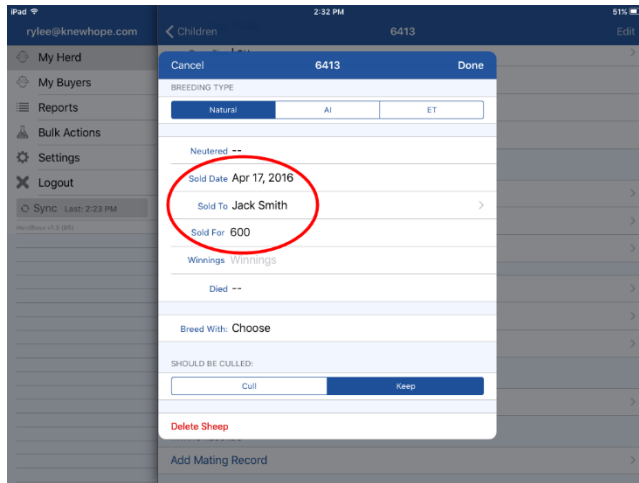 iPad 2:32 PM 51%
rylee@knewhope.com Children 6413 Edit
My Herd
Cancel 6413 Done
My Buyers
BREEDING TYPE
Reports
Natural AI ET
Bulk Actions
Neutered --
Settings
Sold Date Apr 17, 2016
Logout
Sold To Jack Smith
Sync Last: 2:23 PM
Sold For 600
Winnings Winnings
Died --
Breed With: Choose
SHOULD BE CULLED:
Cull Keep
Delete Sheep
Add Mating Record